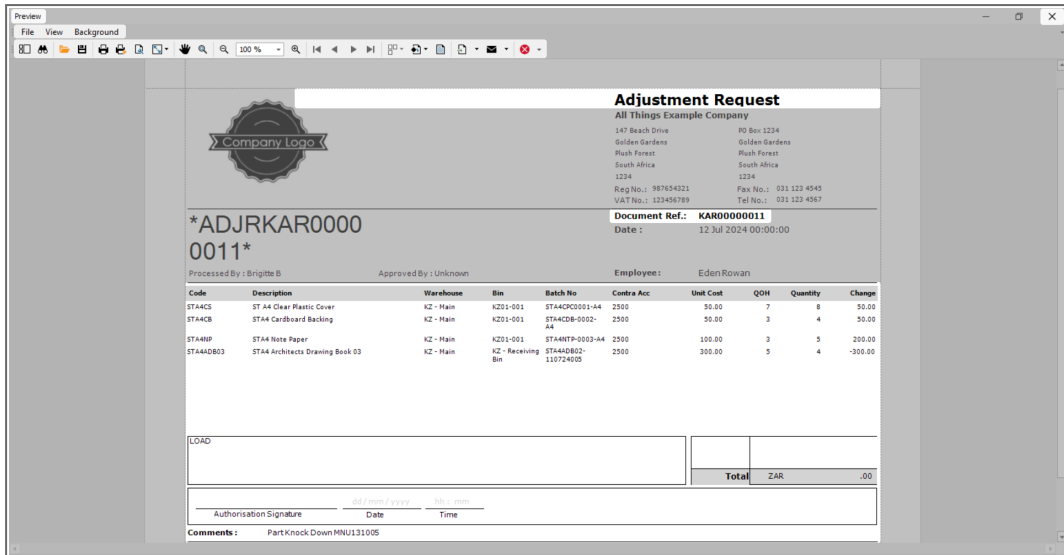 Preview
File View Background
100 %
Adjustment Request
Company Logo
All Things Example Company
147 Beach Drive PO Box 1234
Golden Gardens Golden Gardens
Plush Forest Plush Forest
South Africa South Africa
1234 1234
Reg No.: 987654321 Fax No.: 031 123 4545
VAT No.: 123456789 Tel No.: 031 123 4567
*ADJRKAR0000
0011*
Document Ref.: KAR00000011
Date : 12 Jul 2024 00:00:00
Processed By : Brigitte B Approved By : Unknown Employee: Eden Rowan
Code Description Warehouse Bin Batch No Contra Acc Unit Cost QOH Quantity Change
STA4CS ST A4 Clear Plastic Cover KZ - Main KZ01-001 STA4CPC0001-A4 2500 50.00 7 8 50.00
STA4CB STA4 Cardboard Backing KZ - Main KZ01-001 STA4CDB-0002- 2500 50.00 3 4 50.00
A4
STA4NP STA4 Note Paper KZ - Main KZ01-001 STA4NTP-0003-A4 2500 100.00 3 5 200.00
STA4ADB03 STA4 Architects Drawing Book 03 KZ - Main KZ - Receiving STA4ADB02- 2500 300.00 5 4 -300.00
Bin 110724005
LOAD
Total ZAR .00
dd / mm / yyyy hh : mm
Authorisation Signature Date Time
Comments : Part Knock Down MNU131005